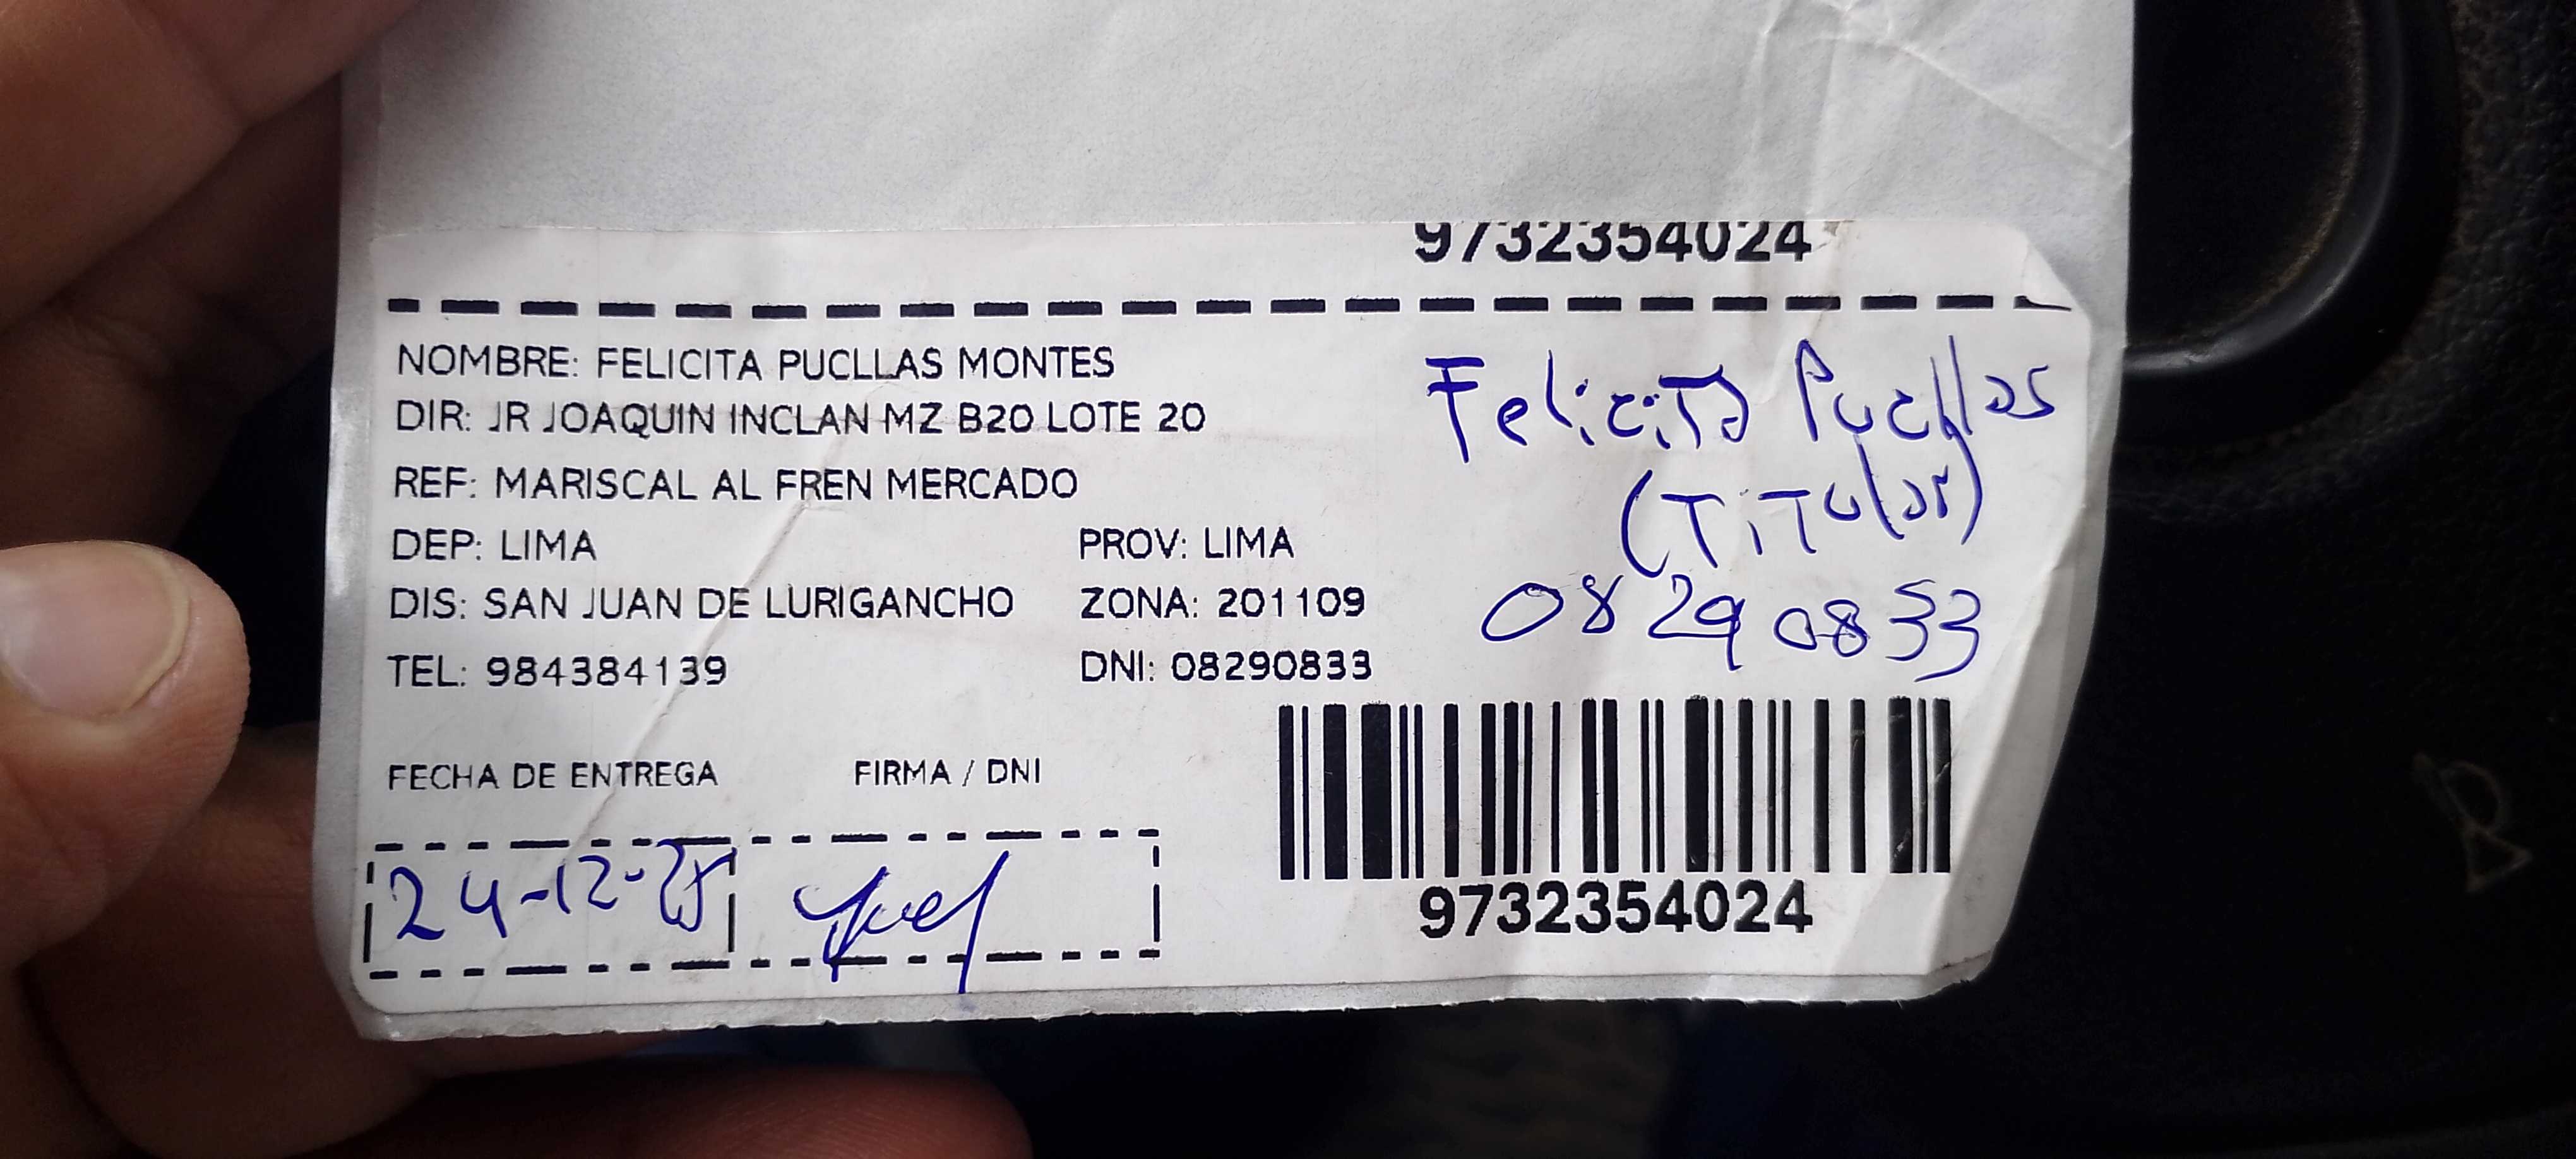 9732354024
NOMBRE: FELICITA PUCLLAS MONTES
DIR: JR JOAQUIN INCLAN MZ B20 LOTE 20
REF: MARISCAL AL FREN MERCADO
DEP: LIMA PROV: LIMA
DIS: SAN JUAN DE LURIGANCHO ZONA: 201109
TEL: 984384139 DNI: 08290833
Felicita Pucllas
(Titular)
08290833
FECHA DE ENTREGA FIRMA / DNI
24-12-25
9732354024